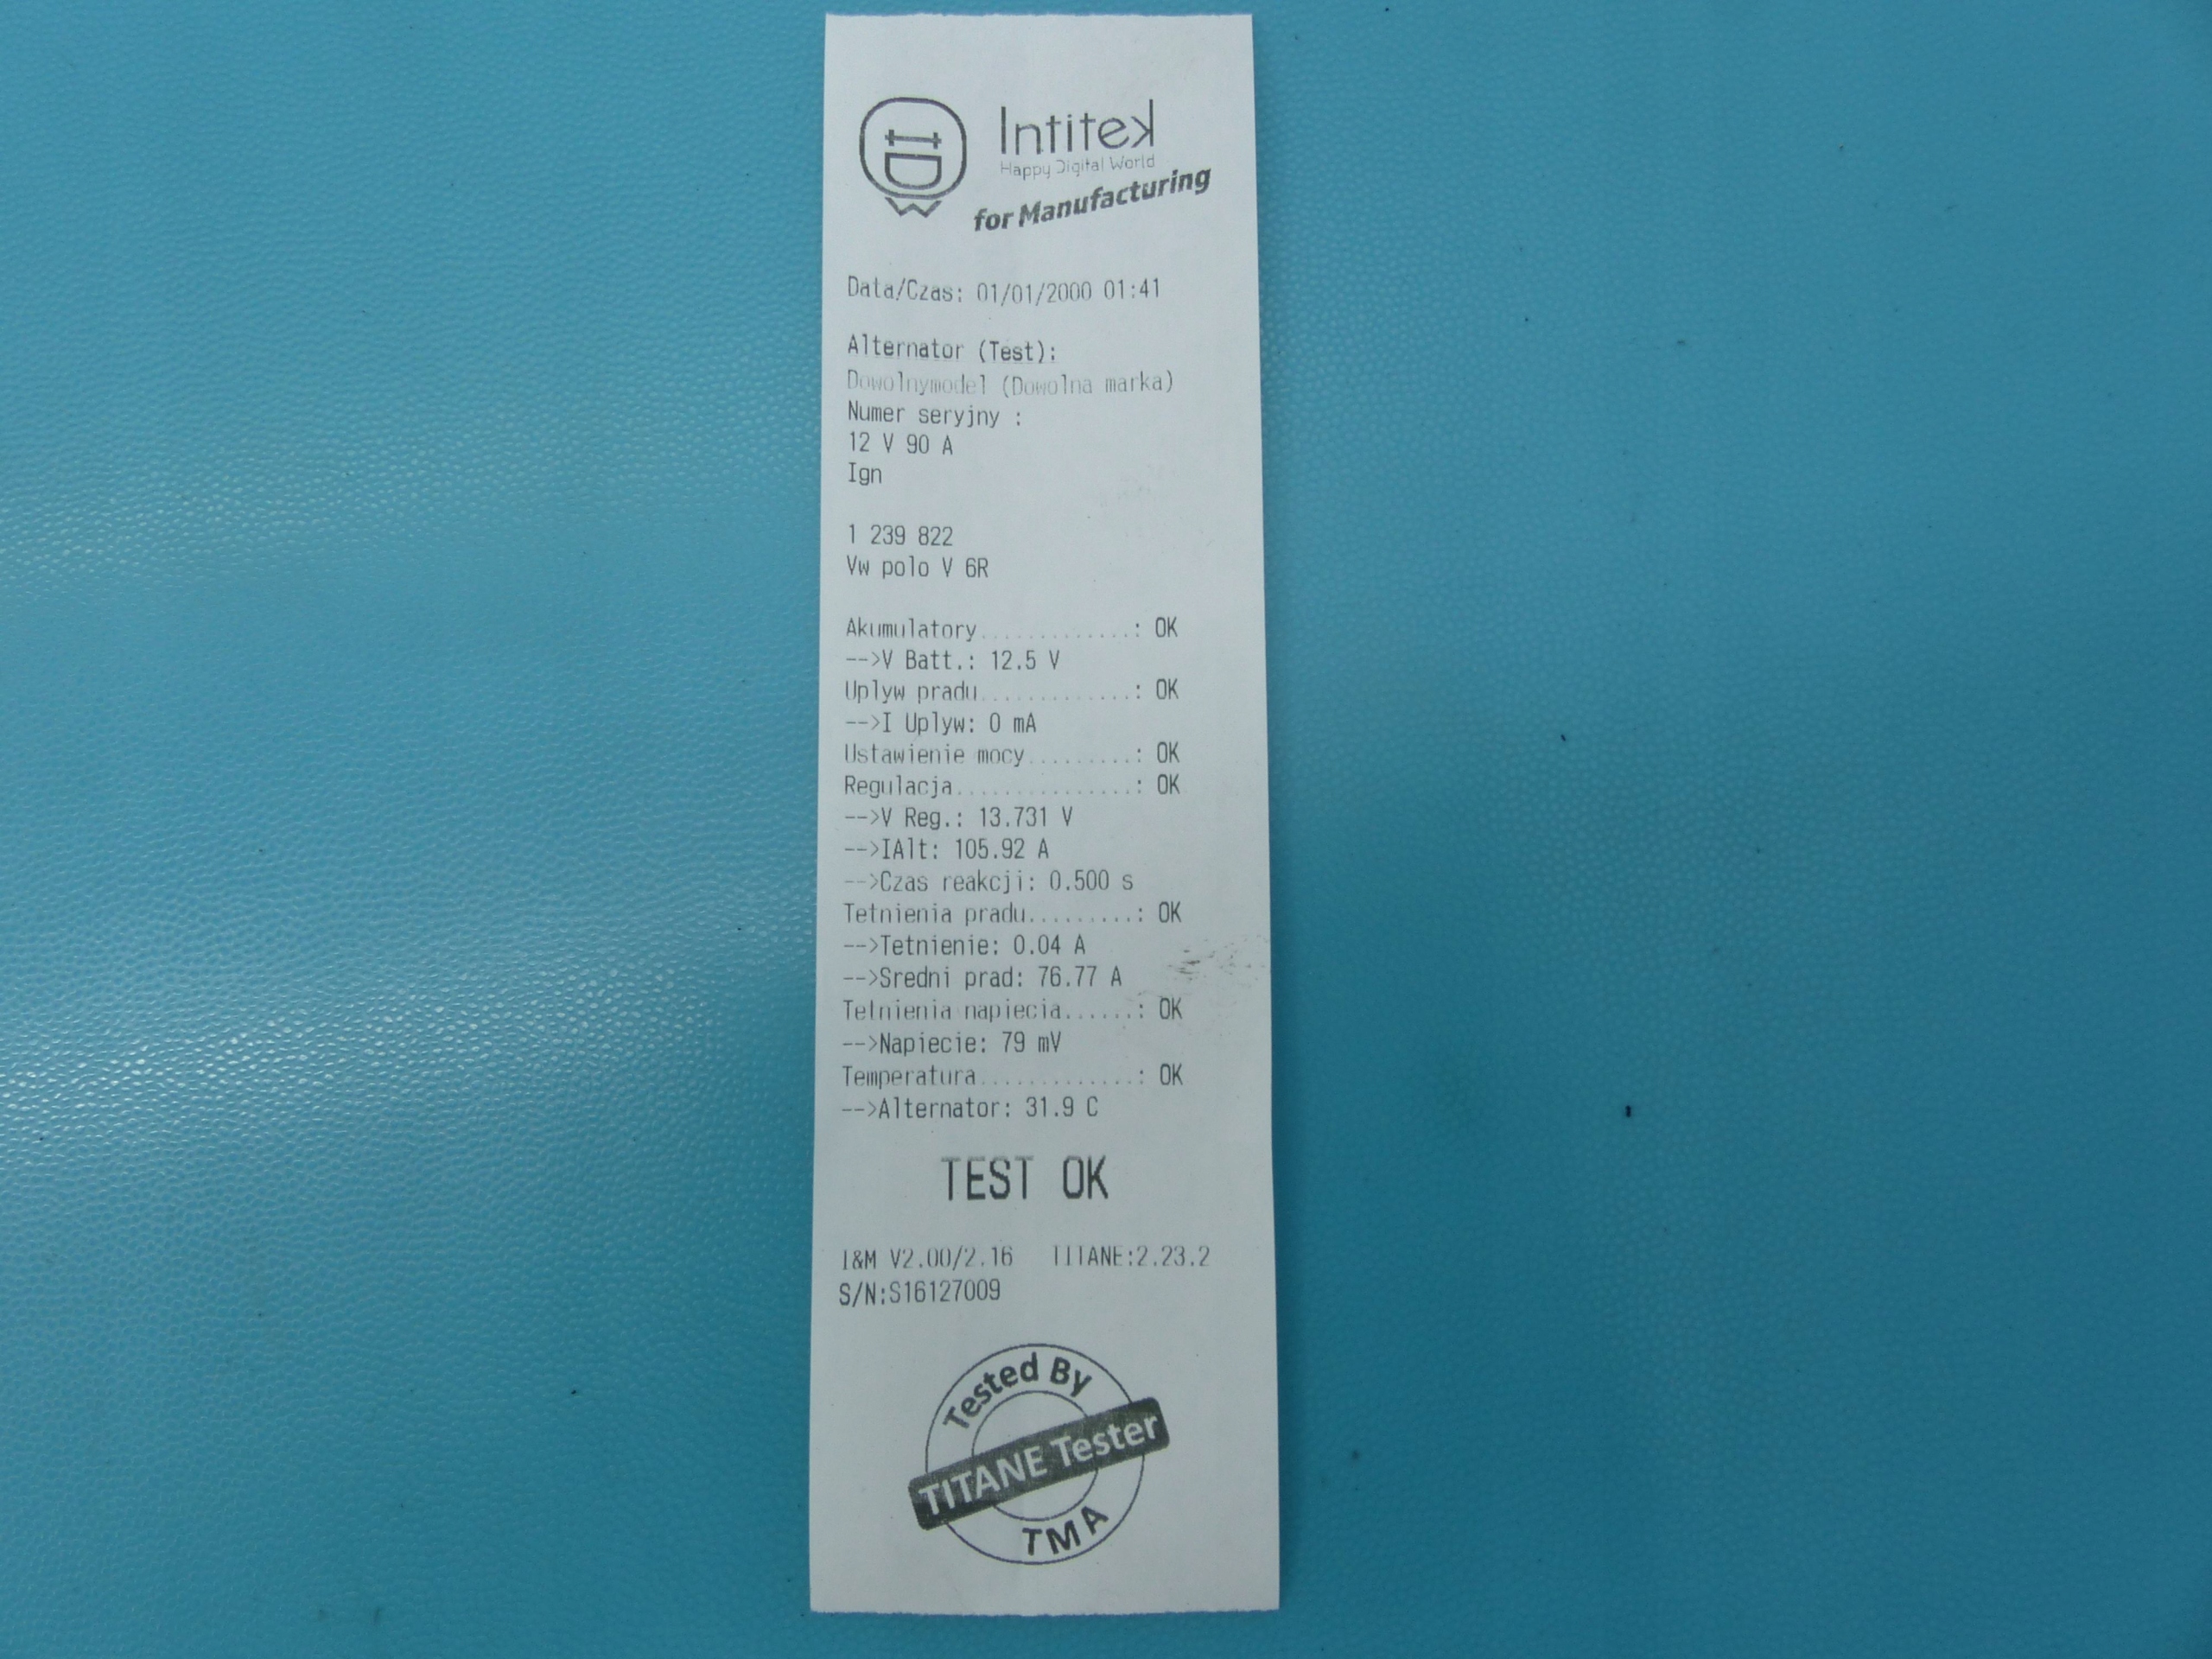 Intitek
Happy Digital World
for Manufacturing
Data/Czas: 01/01/2000 01:41
Alternator (Test):
Dowolnymodel (Dowolna marka)
Numer seryjny :
12 V 90 A
Ign
1 239 822
Vw polo V 6R
Akumulatory.............: OK
-->V Batt.: 12.5 V
Uplyw pradu.............: OK
-->I Uplyw: 0 mA
Ustawienie mocy.........: OK
Regulacja...............: OK
-->V Reg.: 13.731 V
-->IAlt: 105.92 A
-->Czas reakcji: 0.500 s
Tetnienia pradu.........: OK
-->Tetnienie: 0.04 A
-->Sredni prad: 76.77 A
Tetnienia napiecia......: OK
-->Napiecie: 79 mV
Temperatura.............: OK
-->Alternator: 31.9 C
TEST OK
I&M V2.00/2.16 TITANE:2.23.2
S/N:S16127009
Tested By
TITANE Tester
TMA